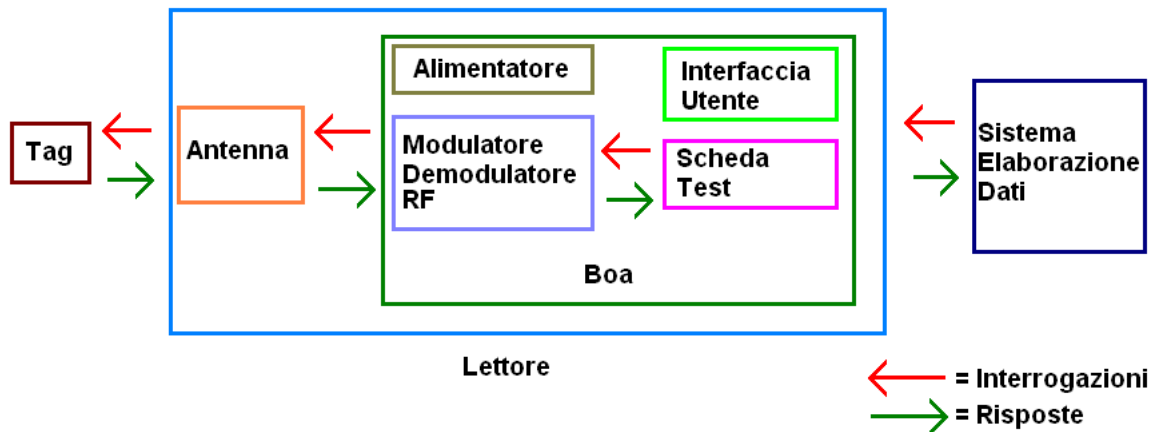 Tag
Antenna
Alimentatore
Modulatore
Demodulatore
RF
Interfaccia
Utente
Scheda
Test
Boa
Lettore
Sistema
Elaborazione
Dati
= Interrogazioni
= Risposte